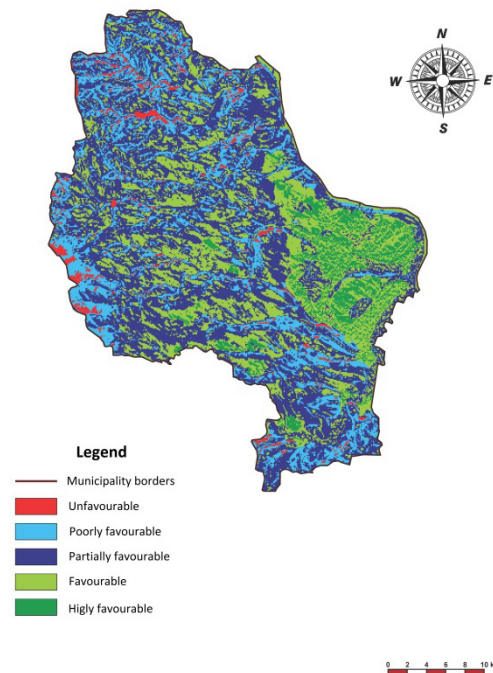 N
W E
S
Legend
Municipality borders
Unfavourable
Poorly favourable
Partially favourable
Favourable
Higly favourable
0 2 4 6 8 10 k